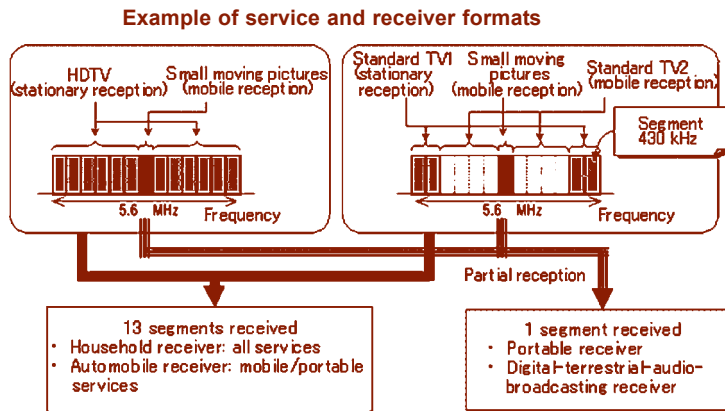 Example of service and receiver formats
HDTV
(stationary reception)
Small moving pictures
(mobile reception)
5.6 MHz
Frequency
Standard TV1
(stationary
reception)
Small moving
pictures
(mobile reception)
Standard TV2
(mobile reception)
Segment
430 kHz
5.6 MHz
Frequency
Partial reception
13 segments received
• Household receiver: all services
• Automobile receiver: mobile/portable
services
1 segment received
• Portable receiver
• Digital-terrestrial-audio-
broadcasting receiver